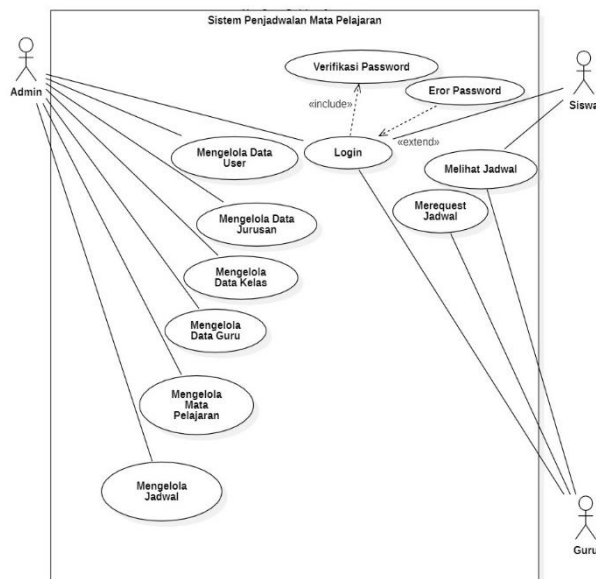 Sistem Penjadwalan Mata Pelajaran
Admin
Verifikasi Password
Eror Password
«include»
«extend»
Siswa
Login
Mengelola Data
User
Melihat Jadwal
Merequest
Jadwal
Mengelola Data
Jurusan
Mengelola
Data Kelas
Mengelola
Data Guru
Mengelola
Mata
Pelajaran
Mengelola
Jadwal
Guru